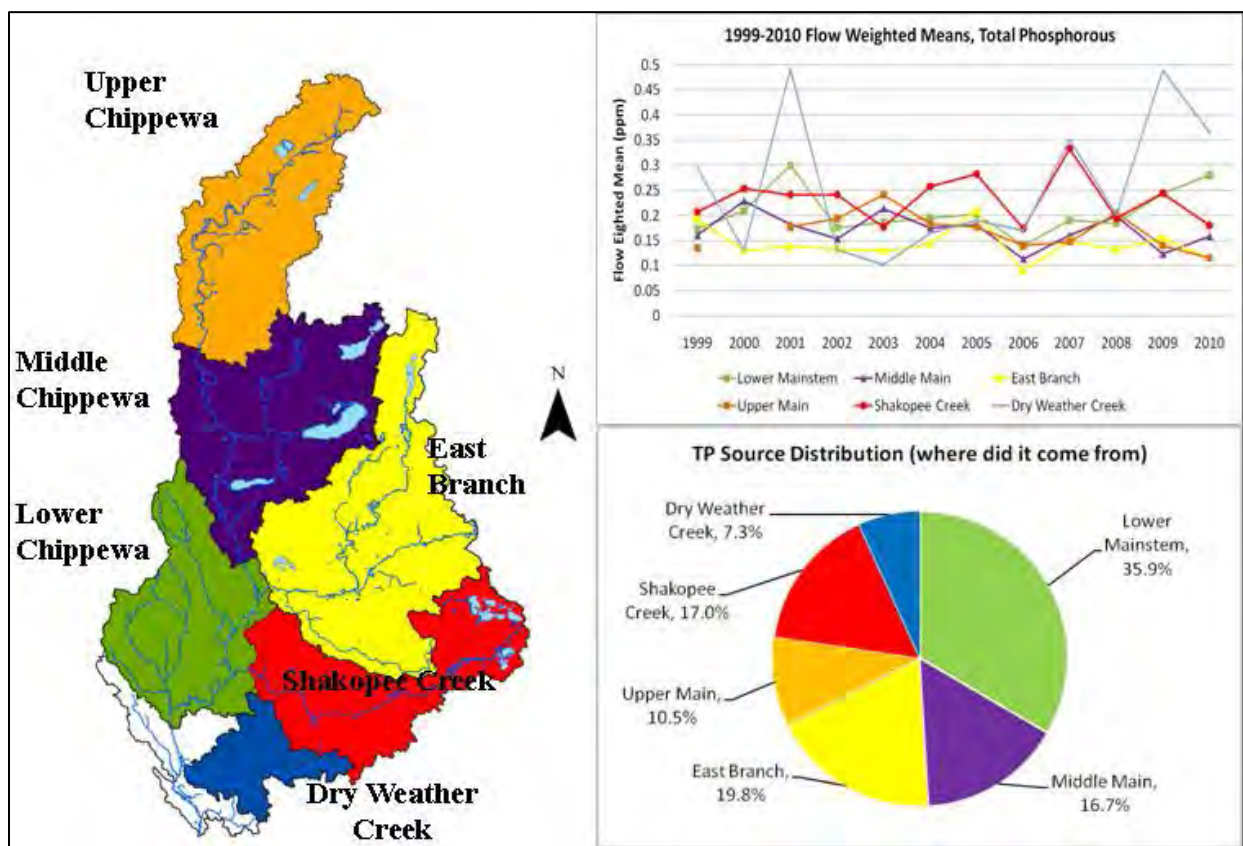 Upper
Chippewa
Middle
Chippewa
Lower
Chippewa
N
East
Branch
Shakopee Creek
Dry Weather
Creek
1999-2010 Flow Weighted Means, Total Phosphorous
Flow Eighted Mean (ppm)
0.5
0.45
0.4
0.35
0.3
0.25
0.2
0.15
0.1
0.05
0
1999 2000 2001 2002 2003 2004 2005 2006 2007 2008 2009 2010
Lower Mainstem Middle Main East Branch
Upper Main Shakopee Creek Dry Weather Creek
TP Source Distribution (where did it come from)
Dry Weather
Creek, 7.3%
Lower
Mainstem,
35.9%
Shakopee
Creek, 17.0%
Upper Main,
10.5%
East Branch,
19.8%
Middle Main,
16.7%